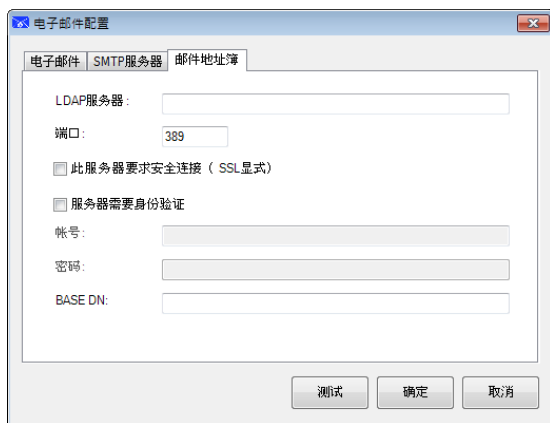 电子邮件配置
电子邮件 SMTP服务器 邮件地址簿
LDAP服务器：
端口： 389
此服务器要求安全连接（ SSL显式）
服务器需要身份验证
帐号：
密码：
BASE DN:
测试 确定 取消